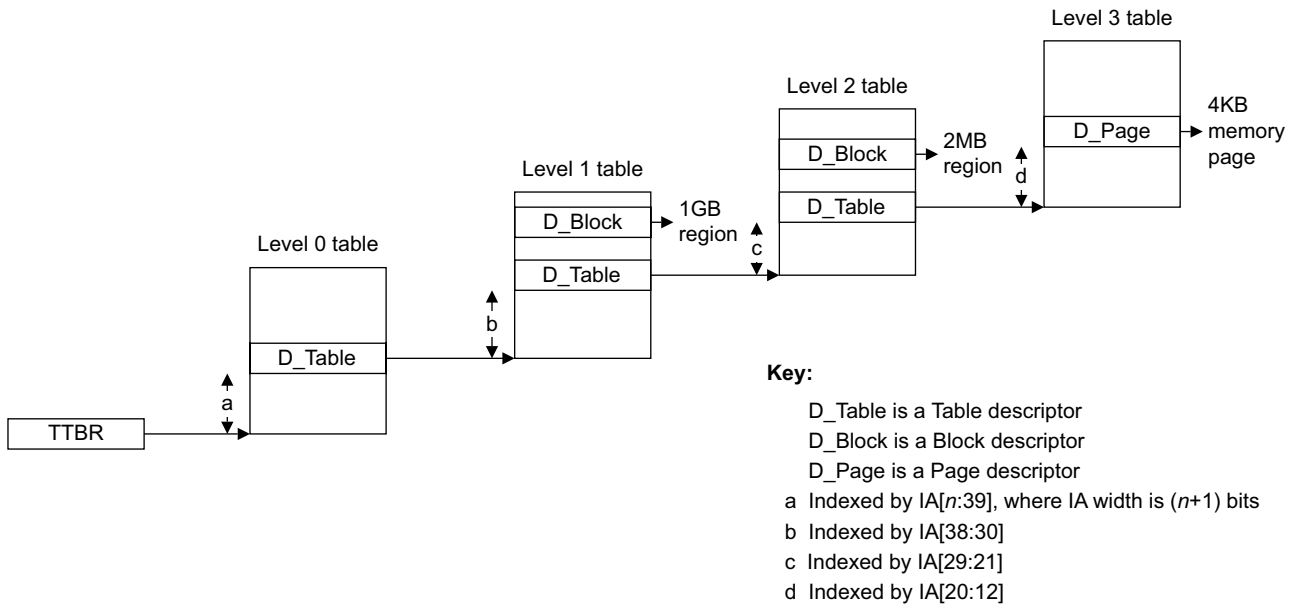 Level 3 table
D_Page
4KB
memory
page
d
Level 2 table
D_Block
2MB
region
D_Table
c
Level 1 table
D_Block
1GB
region
D_Table
b
Level 0 table
D_Table
a
TTBR
Key:
D_Table is a Table descriptor
D_Block is a Block descriptor
D_Page is a Page descriptor
a Indexed by IA[n:39], where IA width is (n+1) bits
b Indexed by IA[38:30]
c Indexed by IA[29:21]
d Indexed by IA[20:12]